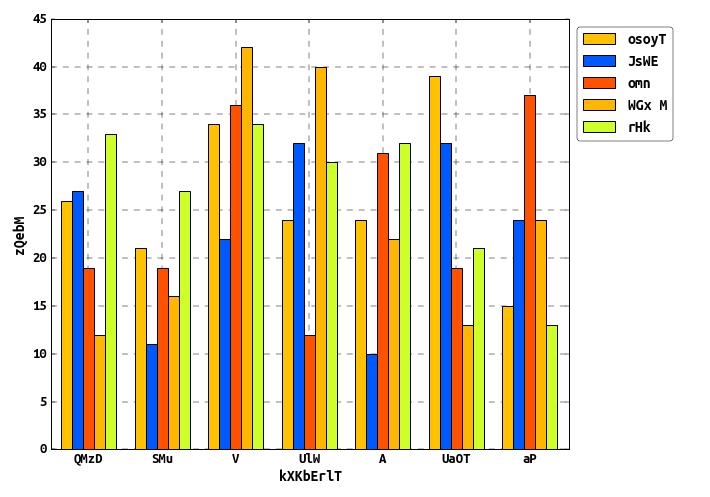 45
40
35
30
25
20
15
10
5
0
zQebM
QMzD SMu V UlW A UaOT aP
kXKbErlT
osoyT
JsWE
omn
WGx M
rHk